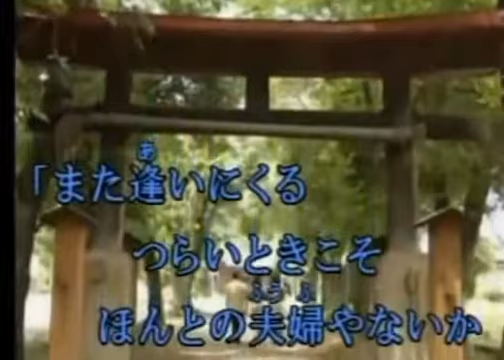 「また逢いにくる
つらいときこそ
ほんとの夫婦やないか